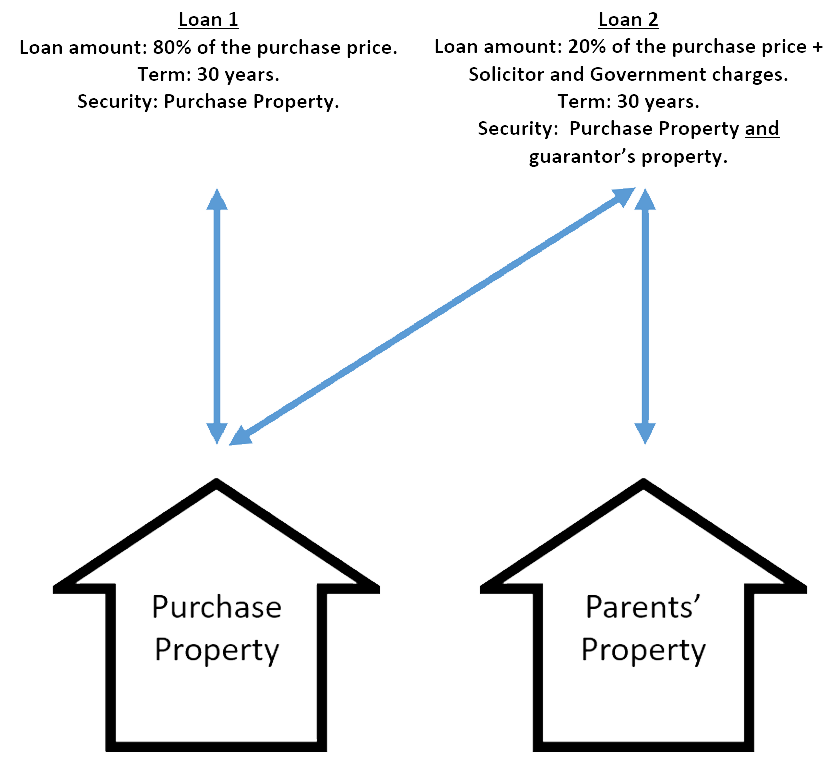 Loan 1
Loan amount: 80% of the purchase price.
Term: 30 years.
Security: Purchase Property.
Loan 2
Loan amount: 20% of the purchase price +
Solicitor and Government charges.
Term: 30 years.
Security:  Purchase Property and
guarantor’s property.
Purchase
Property
Parents’
Property